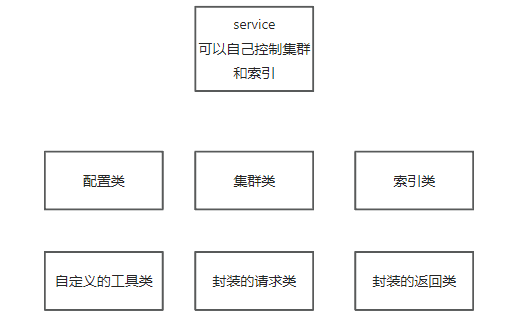 service
可以自己控制集群
和索引
配置类
集群类
索引类
自定义的工具类
封装的请求类
封装的返回类